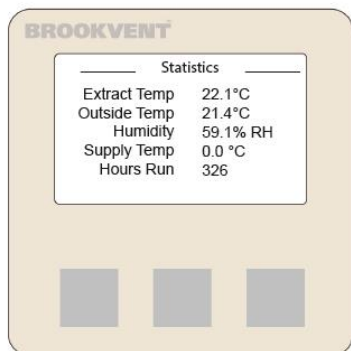 BROOKVENT
Statistics
Extract Temp 22.1°C
Outside Temp 21.4°C
Humidity 59.1% RH
Supply Temp 0.0 °C
Hours Run 326